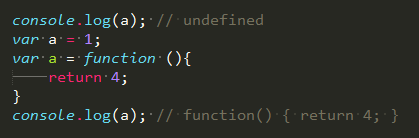 console.log(a); // undefined
var a = 1;
var a = function (){
    return 4;
}
console.log(a); // function() { return 4; }